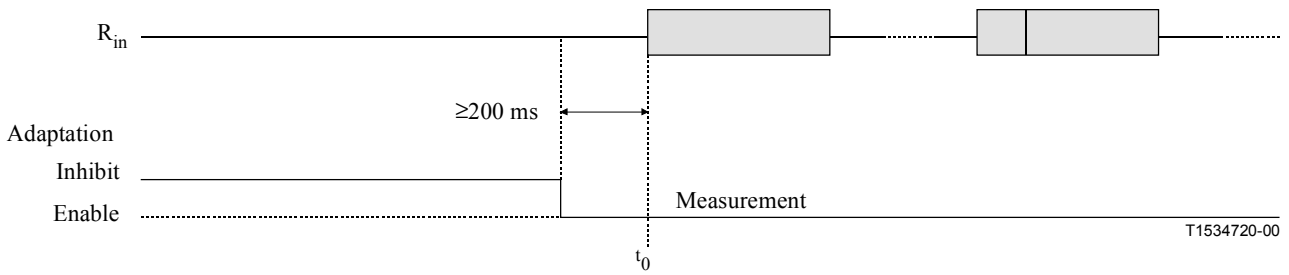 R_in
≥200 ms
Adaptation
Inhibit
Enable
Measurement
T1534720-00
t_0